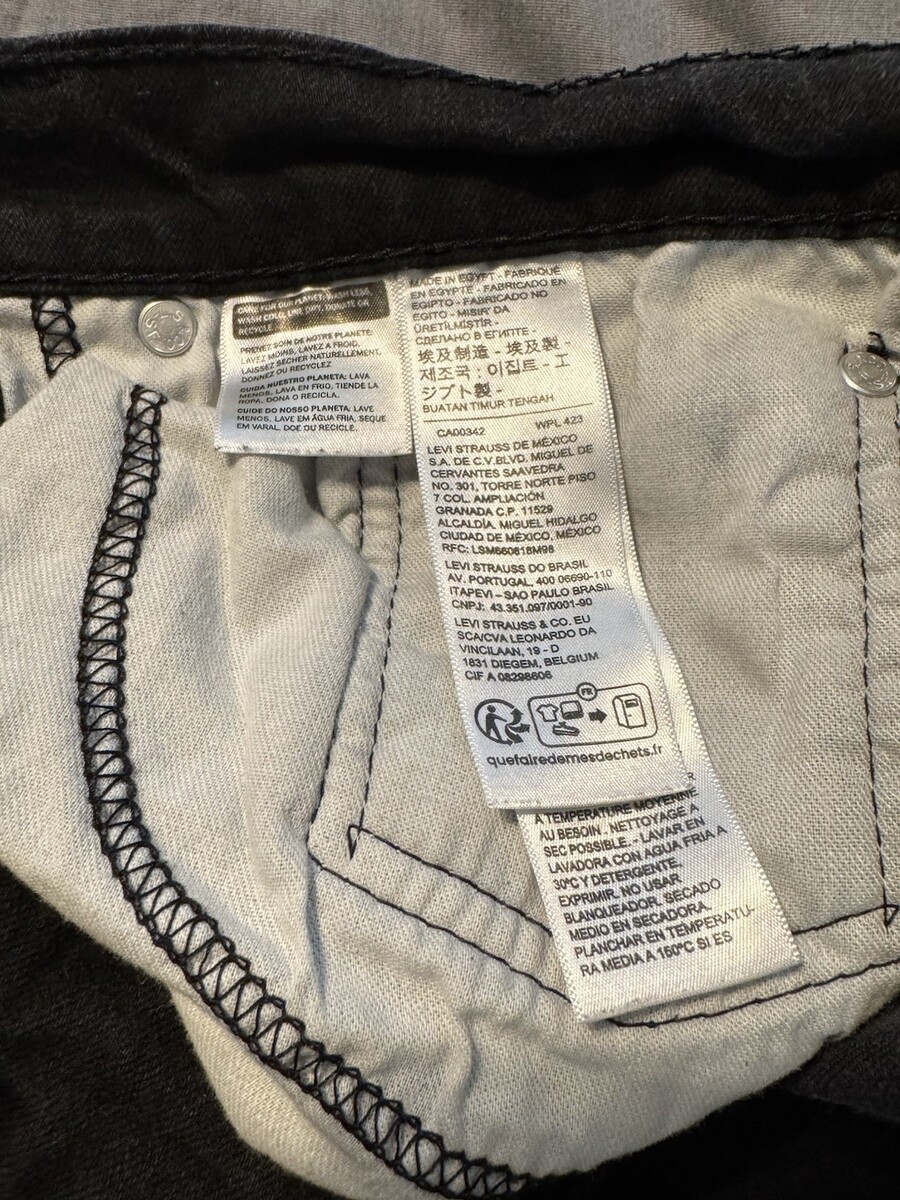 CARE FOR OUR PLANET: WASH LESS,
WASH COLD, LINE DRY, DONATE OR
RECYCLE.
PRENEZ SOIN DE NOTRE PLANÈTE:
LAVEZ MOINS, LAVEZ A FROID,
LAISSEZ SÉCHER NATURELLEMENT,
DONNEZ OU RECYCLEZ
CUIDA NUESTRO PLANETA: LAVA
MENOS, LAVA EN FRIO, TIENDE LA
ROPA, DONA O RECICLA.
GUIDE DO NOSSO PLANETA: LAVE
MENOS, LAVE EM ÁGUA FRIA, SEQUE
EM VARAL, DOE OU RECICLE.
MADE IN EGYPT - FABRIQUÉ
EN EGYPTE - FABRICADO EN
EGIPTO - FABRICADO NO
EGITO - MISIR' DA
ÜRETİLMİŞTİR -
СДЕЛАНО В ЕГИПТЕ -
埃及制造 - 埃及製 -
제조국 : 이집트 - エ
ジプト製 -
BUATAN TIMUR TENGAH
CA00342 WPL 423
LEVI STRAUSS DE MÉXICO
S.A. DE C.V.BLVD. MIGUEL DE
CERVANTES SAAVEDRA
NO. 301, TORRE NORTE PISO
7 COL. AMPLIACIÓN
GRANADA C.P. 11529
ALCALDÍA. MIGUEL HIDALGO
CIUDAD DE MÉXICO, MÉXICO
RFC: LSM660618M98
LEVI STRAUSS DO BRASIL
AV. PORTUGAL, 400 06690-110
ITAPEVI – SAO PAULO BRASIL
CNPJ: 43.351.097/0001-90
LEVI STRAUSS & CO. EU
SCA/CVA LEONARDO DA
VINCILAAN, 19 - D
1831 DIEGEM, BELGIUM
CIF A 08298606
FR
quefairedemesdechets.fr
A TEMPÉRATURE MOYENNE
AU BESOIN . NETTOYAGE A
SEC POSSIBLE. - LAVAR EN
LAVADORA CON AGUA FRIA A
30°C Y DETERGENTE.
EXPRIMIR. NO USAR
BLANQUEADOR. SECADO
MEDIO EN SECADORA.
PLANCHAR EN TEMPERATU-
RA MEDIA A 150°C SI ES